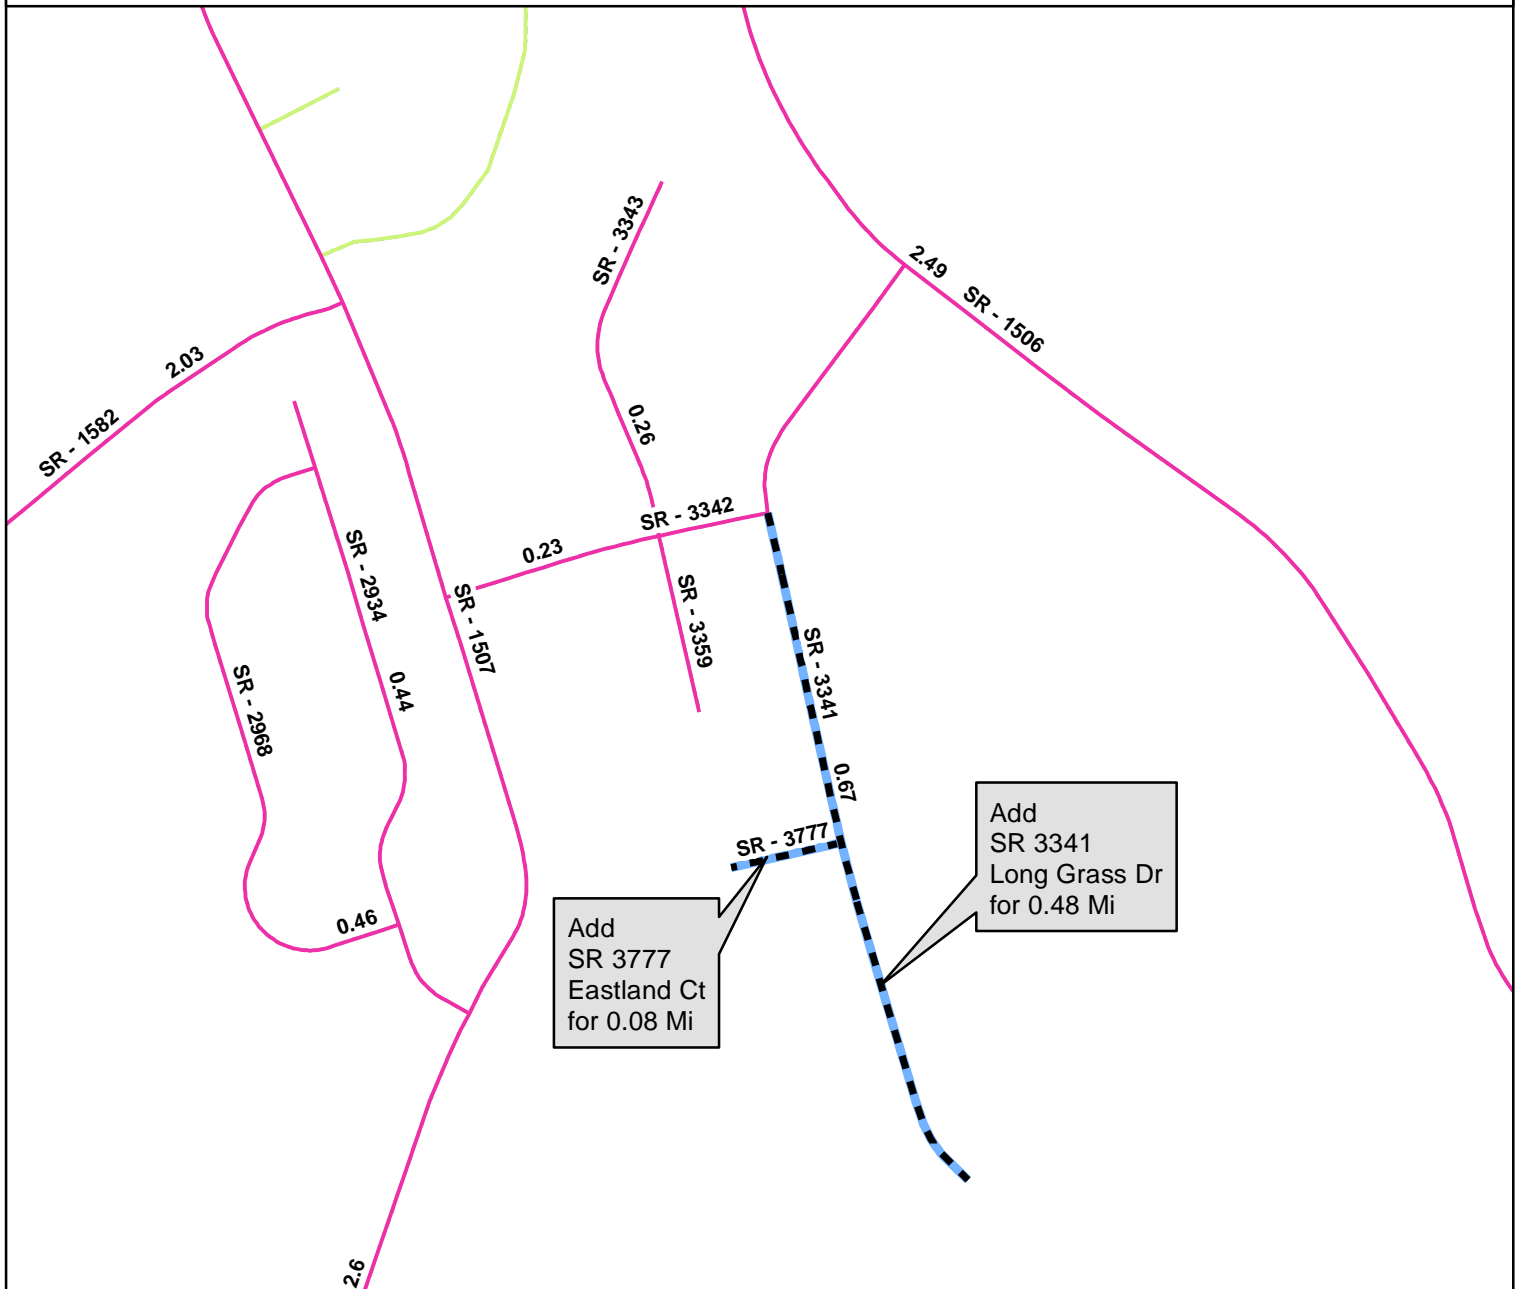 SR - 3343
2.49
SR - 1506
2.03
SR - 1582
0.26
SR - 3342
0.23
SR - 2934
SR - 1507
SR - 3359
SR - 3341
0.44
SR - 2968
0.67
SR - 3777
0.46
Add
SR 3341
Long Grass Dr
for 0.48 Mi
Add
SR 3777
Eastland Ct
for 0.08 Mi
2.6